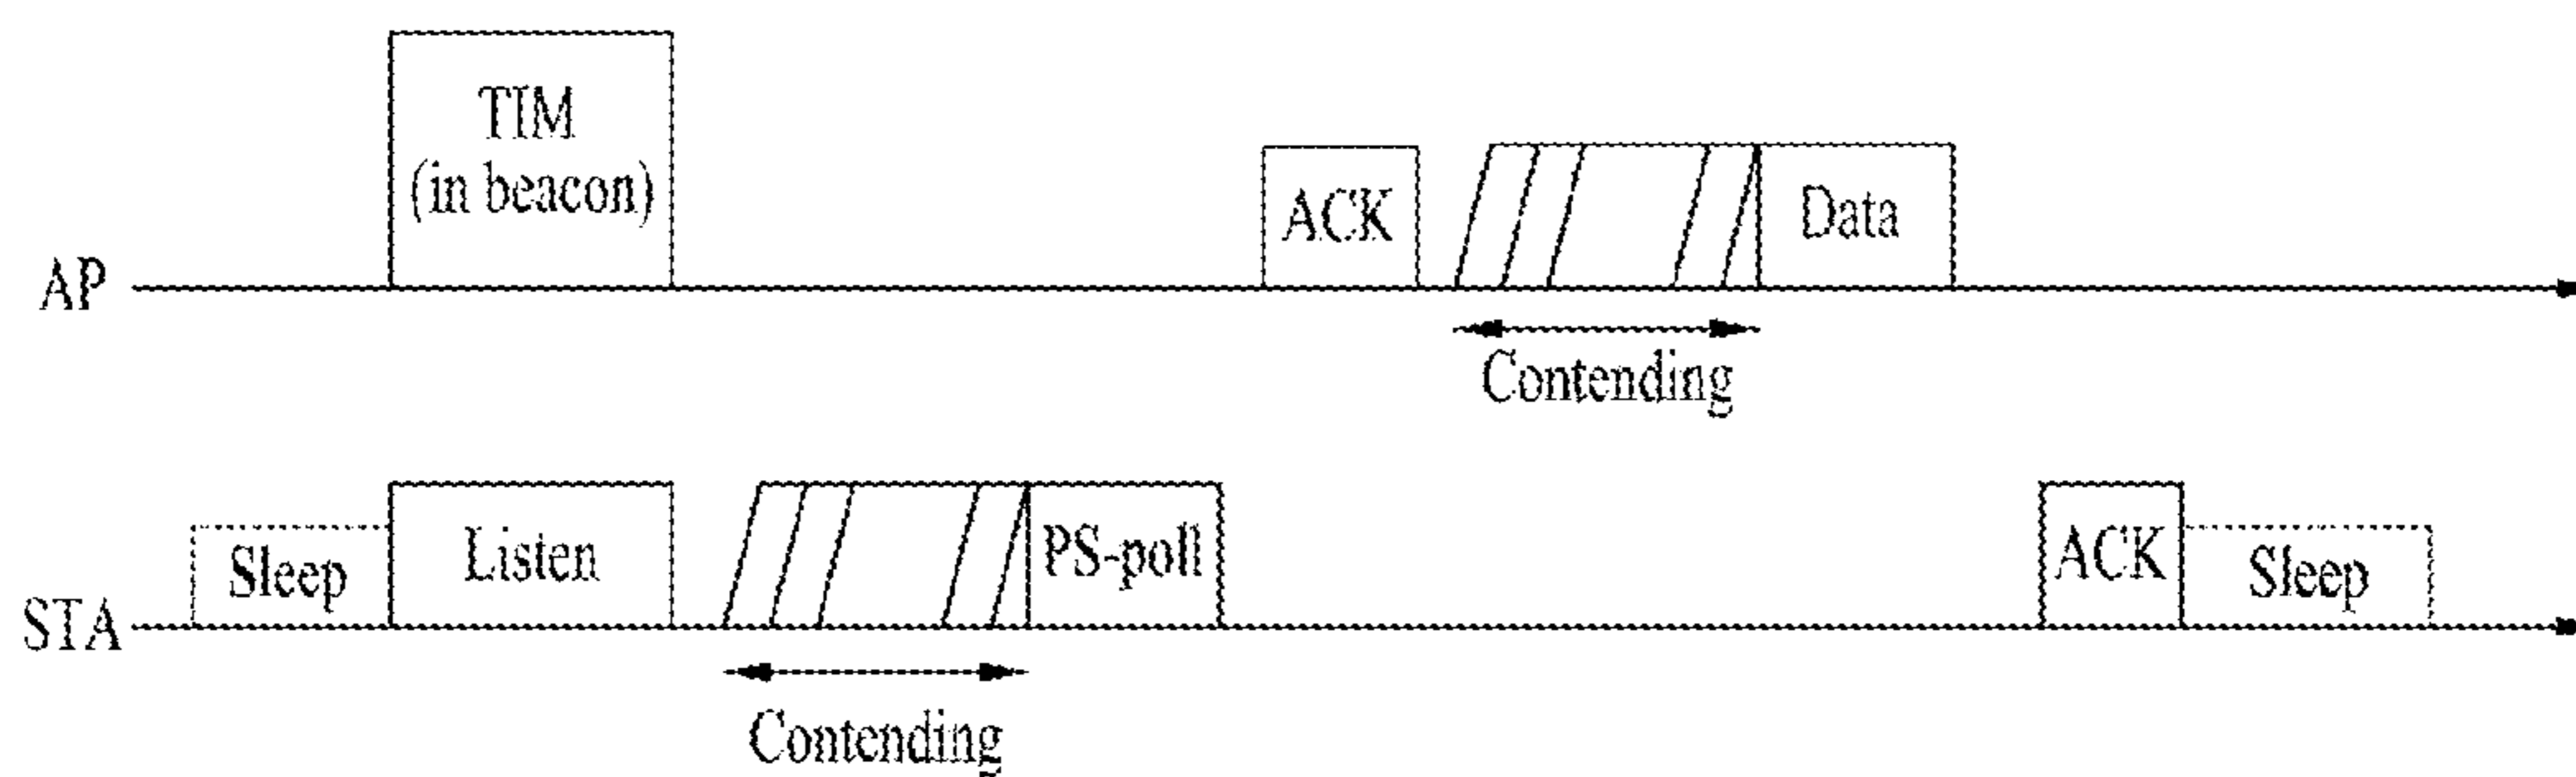 TIM
(in beacon)
ACK
Data
AP
Contending
Sleep
Listen
PS-poll
ACK
Sleep
STA
Contending